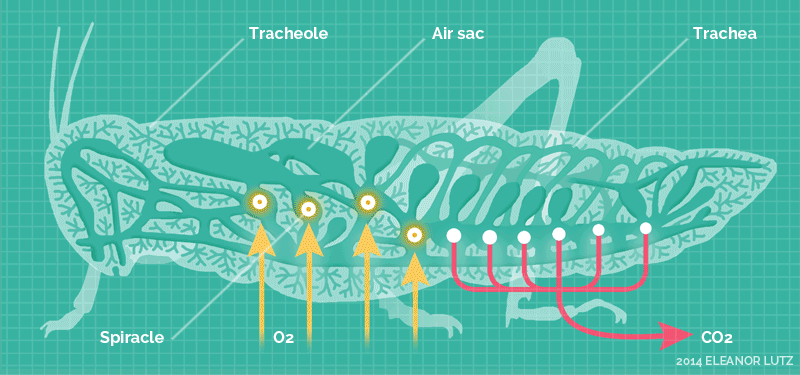 Tracheole
Air sac
Trachea
Spiracle
O2
CO2
2014 ELEANOR LUTZ